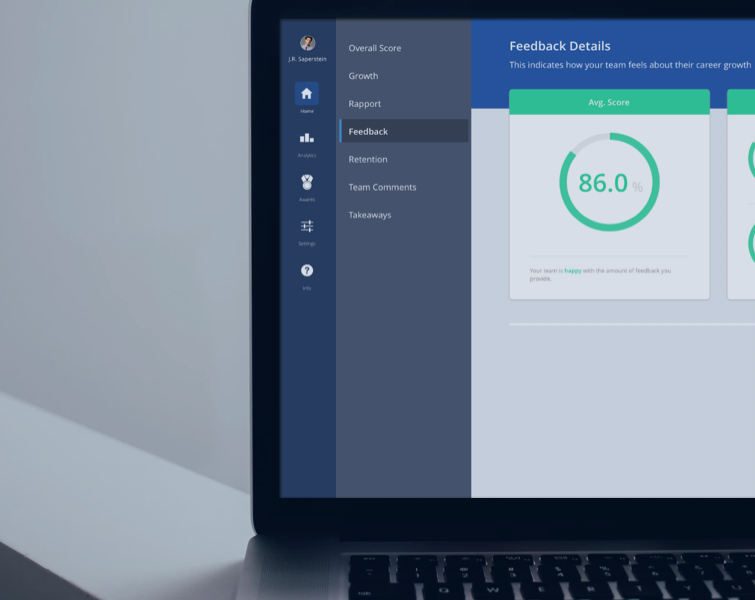 J.R. Saperstein
Home
Analytics
Awards
Settings
Info
Overall Score
Growth
Rapport
Feedback
Retention
Team Comments
Takeaways
Feedback Details
This indicates how your team feels about their career growth
Avg. Score
86.0 %
Your team is happy with the amount of feedback you
provide.
Q W E R T Y U